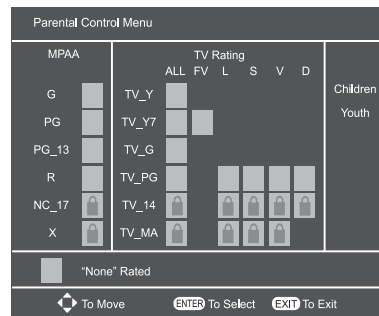 Parental Control Menu
MPAA
TV Rating
ALL FV L S V D
G
TV_Y
PG
TV_Y7
PG_13
TV_G
R
TV_PG
NC_17
TV_14
X
TV_MA
Children
Youth
"None" Rated
To Move
ENTER To Select
EXIT To Exit